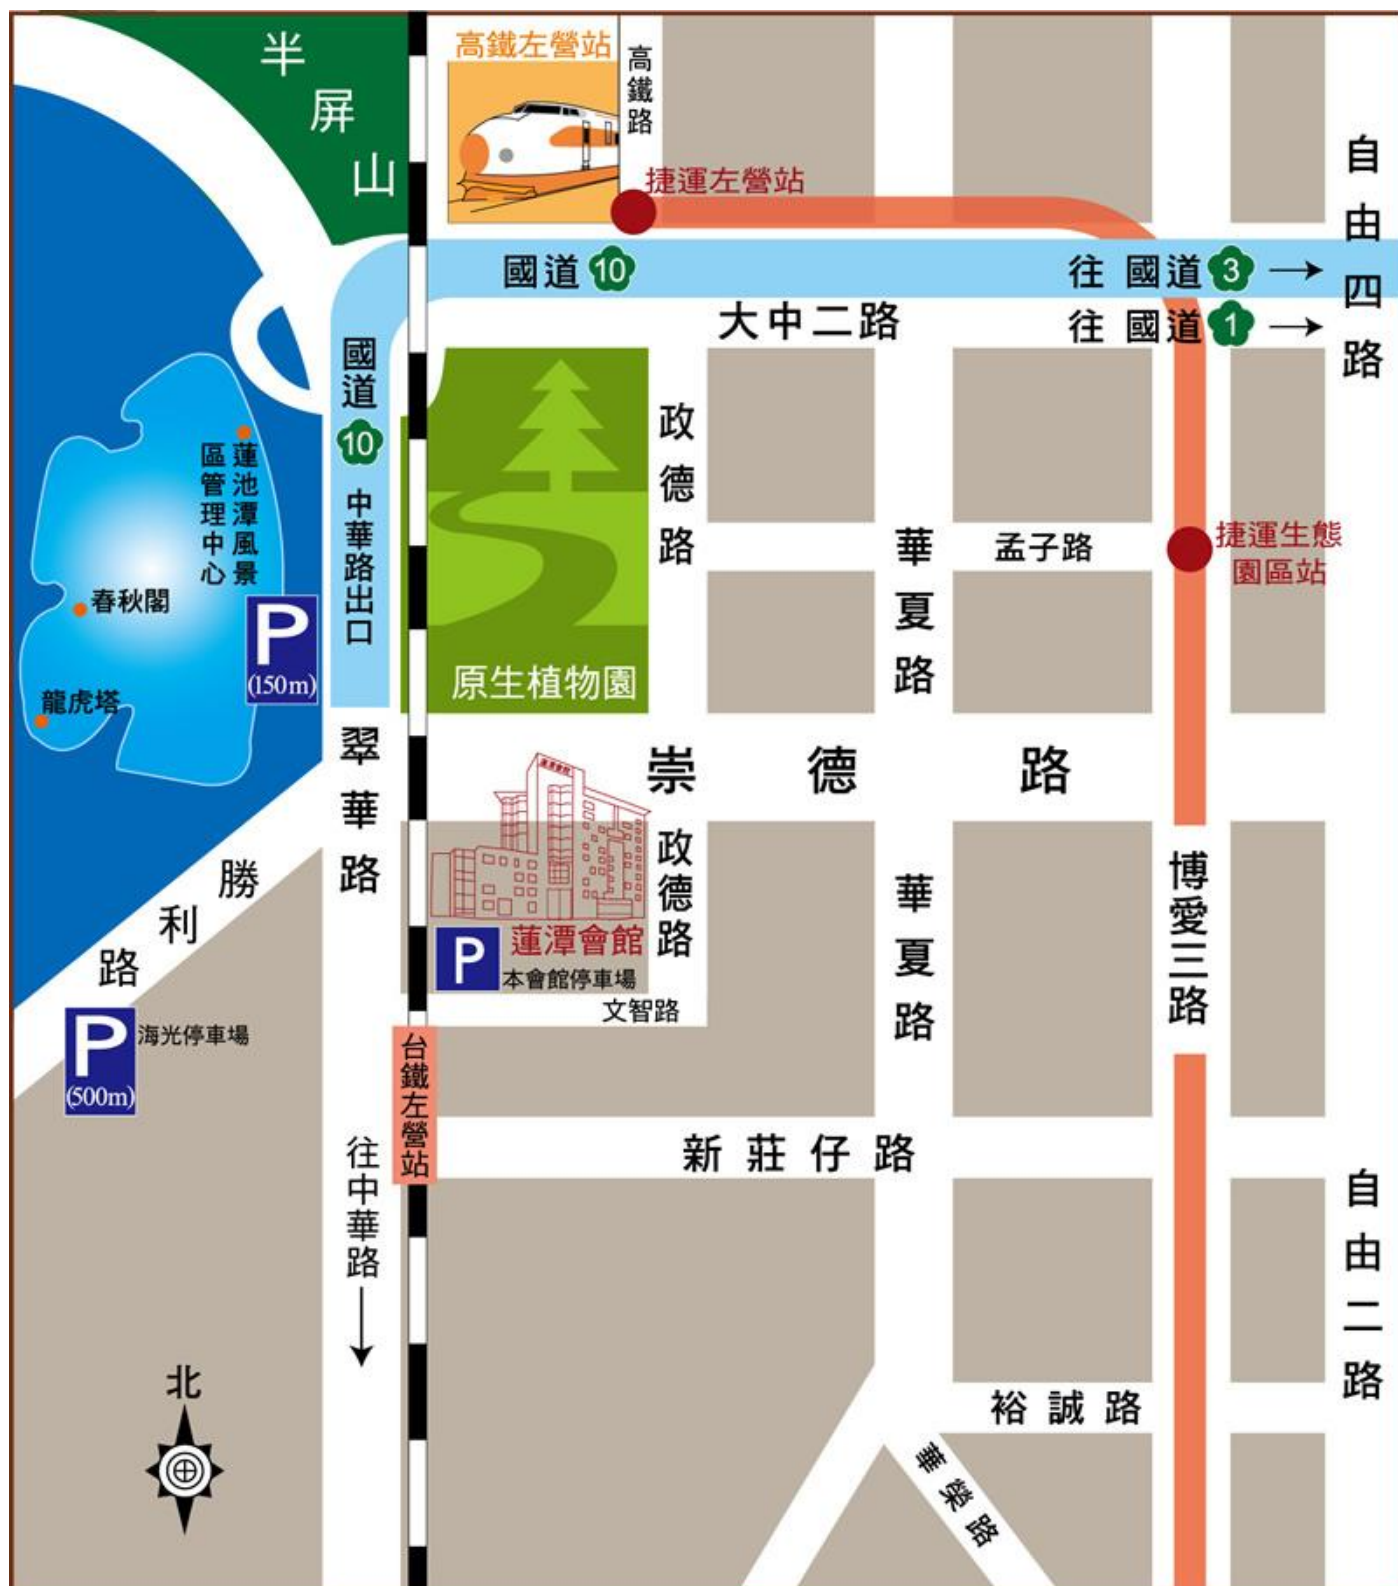 半屏山
高鐵左營站
高鐵路
捷運左營站
自由四路
國道 10
往 國道 3 →
大中二路
往 國道 1 →
國道 10 中華路出口
政德路
蓮池潭風景
區管理中心
華夏路
孟子路
捷運生態
園區站
春秋閣
P
(150m)
龍虎塔
原生植物園
翠華路
崇德路
蓮潭會館
政德路
勝利路
華夏路
博愛三路
P
蓮潭會館
本會館停車場
文智路
P
(500m)
海光停車場
台鐵左營站
新莊仔路
往中華路
自由二路
北
裕誠路
華榮路